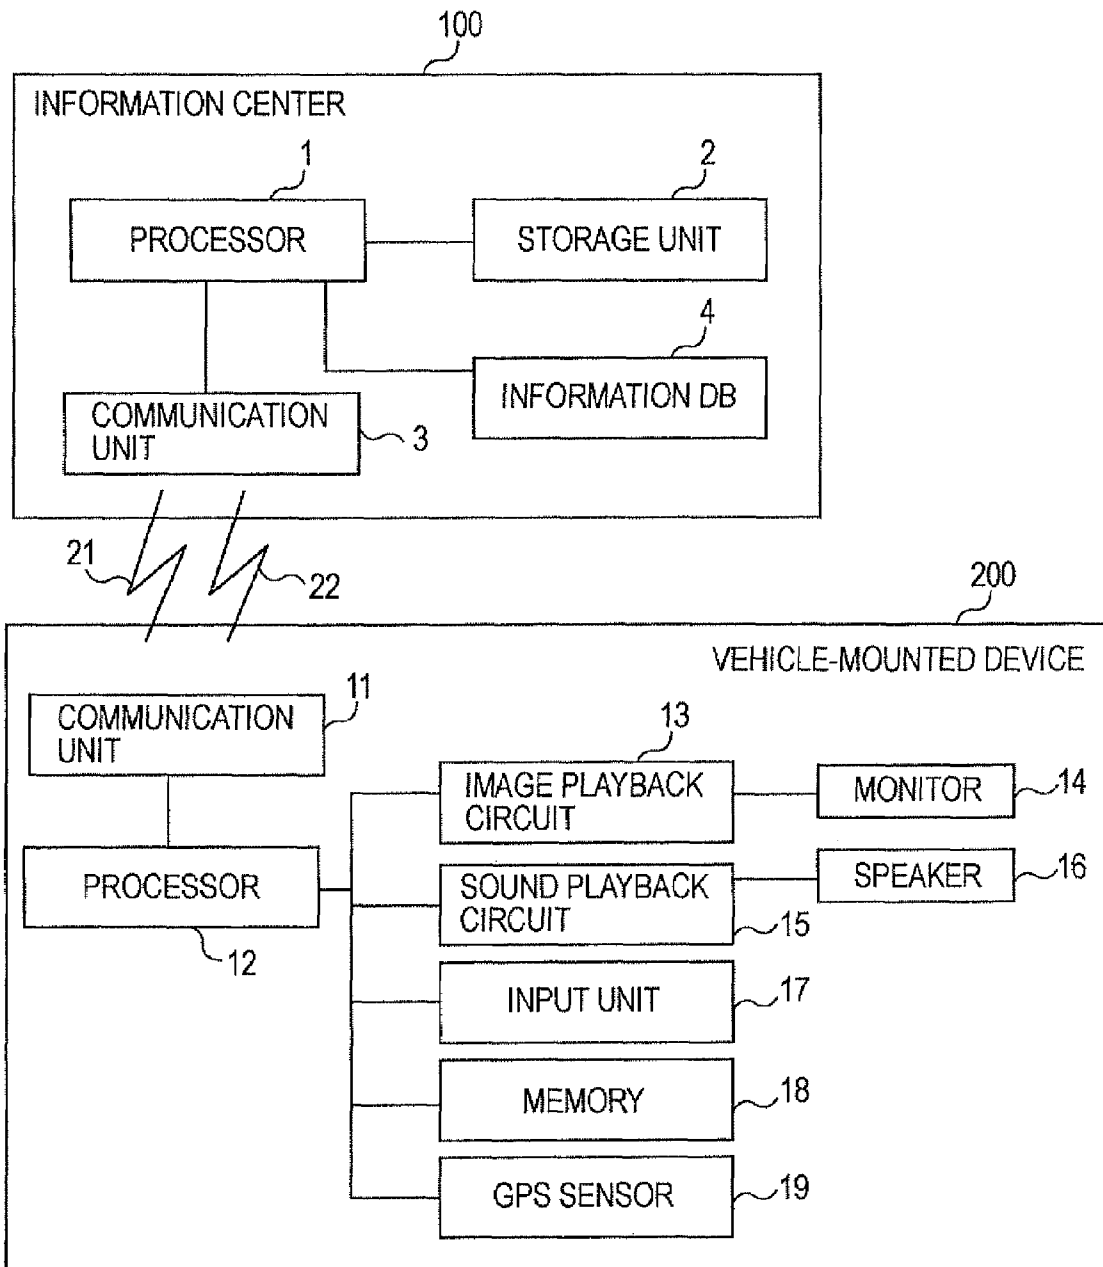 100
INFORMATION CENTER
1
2
PROCESSOR
STORAGE UNIT
4
COMMUNICATION
UNIT
3
INFORMATION DB
21
22
200
VEHICLE-MOUNTED DEVICE
COMMUNICATION
UNIT
11
13
IMAGE PLAYBACK
CIRCUIT
MONITOR
14
PROCESSOR
12
SOUND PLAYBACK
CIRCUIT
15
SPEAKER
16
INPUT UNIT
17
MEMORY
18
GPS SENSOR
19